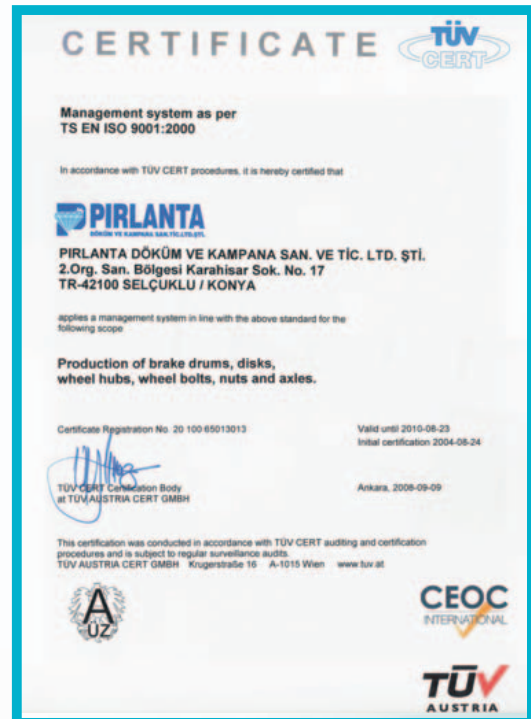 CERTIFICATE
TÜV
CERT
Management system as per
TS EN ISO 9001:2000
In accordance with TÜV CERT procedures, it is hereby certified that
PIRLANTA
DÖKÜM VE KAMPANA SAN.TİC.LTD.ŞTİ.
PIRLANTA DÖKÜM VE KAMPANA SAN. VE TİC. LTD. ŞTİ.
2.Org. San. Bölgesi Karahisar Sok. No. 17
TR-42100 SELÇUKLU / KONYA
applies a management system in line with the above standard for the
following scope
Production of brake drums, disks,
wheel hubs, wheel bolts, nuts and axles.
Certificate Registration No. 20 100 65013013
Valid until 2010-08-23
Initial certification 2004-08-24
TÜV CERT Certification Body
at TÜV AUSTRIA CERT GMBH
Ankara, 2008-09-09
This certification was conducted in accordance with TÜV CERT auditing and certification
procedures and is subject to regular surveillance audits.
TÜV AUSTRIA CERT GMBH Krugerstraße 16 A-1015 Wien www.tuv.at
A
ÜZ
CEOC
INTERNATIONAL
TÜV
AUSTRIA